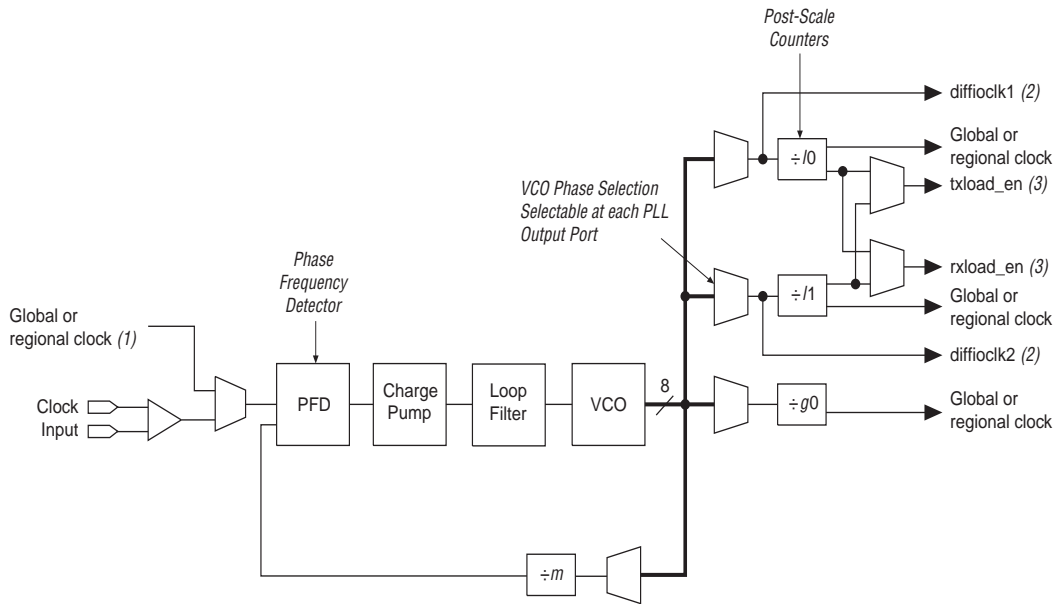 Post-Scale
Counters
diffioclk1 (2)
Global or
regional clock
÷l0
txload_en (3)
VCO Phase Selection
Selectable at each PLL
Output Port
rxload_en (3)
÷l1
Global or
regional clock
diffioclk2 (2)
Phase
Frequency
Detector
Global or
regional clock (1)
Clock
Input
PFD
Charge
Pump
Loop
Filter
VCO
8
÷g0
Global or
regional clock
÷m